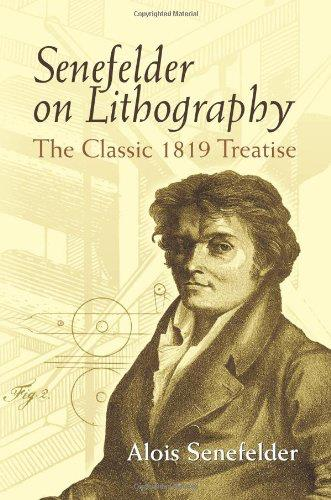 Senefelder
on Lithography
The Classic 1819 Treatise
Fig 2.
Alois Senefelder